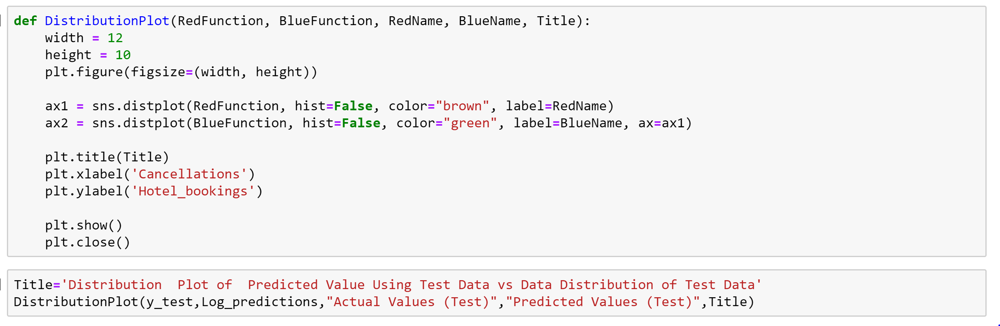 def DistributionPlot(RedFunction, BlueFunction, RedName, BlueName, Title):
    width = 12
    height = 10
    plt.figure(figsize=(width, height))

    ax1 = sns.distplot(RedFunction, hist=False, color="brown", label=RedName)
    ax2 = sns.distplot(BlueFunction, hist=False, color="green", label=BlueName, ax=ax1)

    plt.title(Title)
    plt.xlabel('Cancellations')
    plt.ylabel('Hotel_bookings')

    plt.show()
    plt.close()

Title='Distribution  Plot of  Predicted Value Using Test Data vs Data Distribution of Test Data'
DistributionPlot(y_test,Log_predictions,"Actual Values (Test)","Predicted Values (Test)",Title)